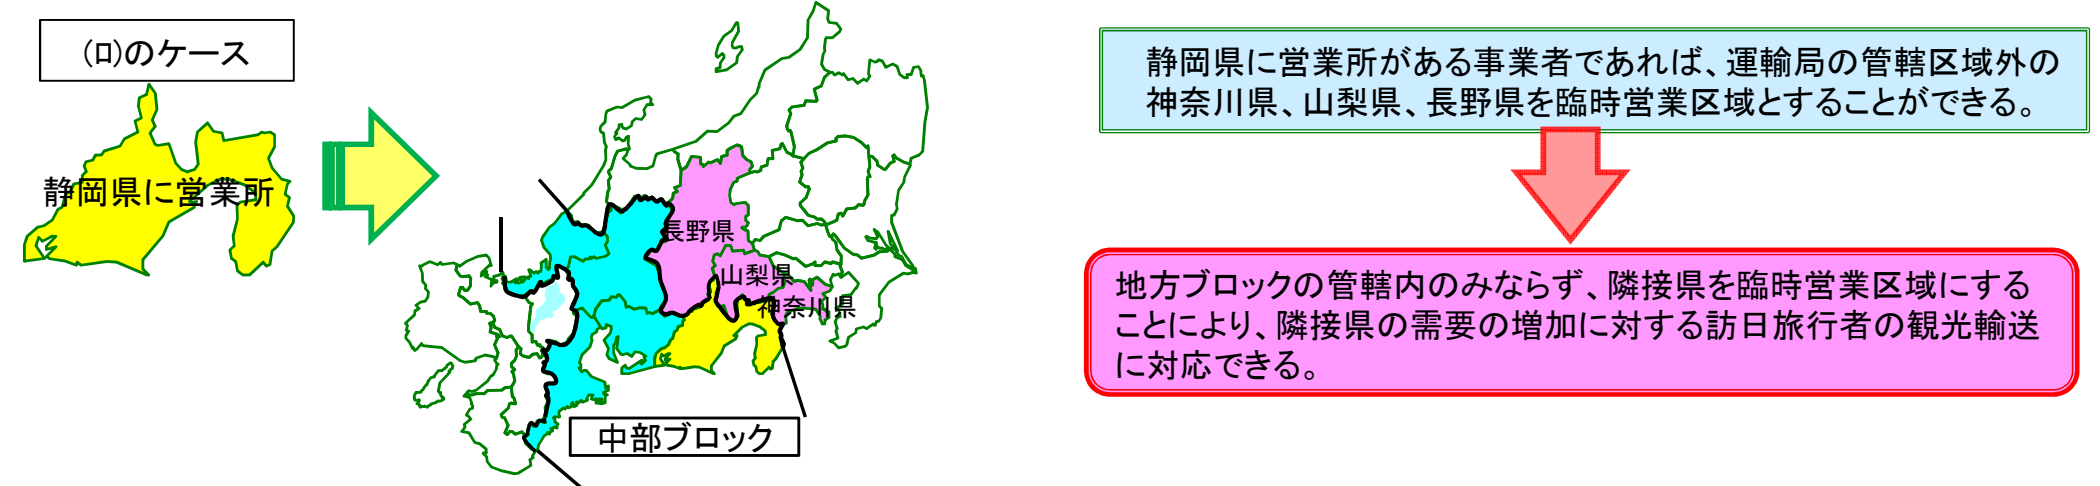 (ロ)のケース
静岡県に営業所
長野県
山梨県
神奈川県
中部ブロック
静岡県に営業所がある事業者であれば、運輸局の管轄区域外の
神奈川県、山梨県、長野県を臨時営業区域とすることができる。
地方ブロックの管轄内のみならず、隣接県を臨時営業区域にする
ことにより、隣接県の需要の増加に対する訪日旅行者の観光輸送
に対応できる。